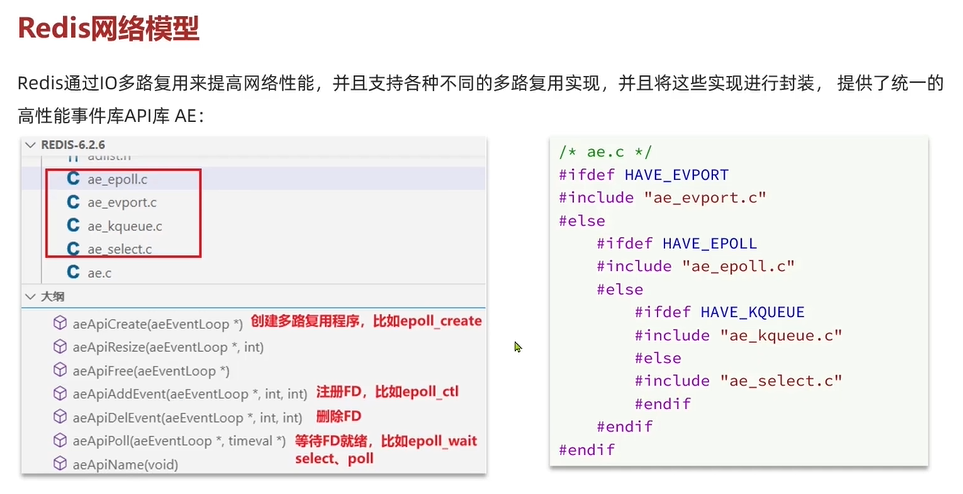 Redis网络模型
Redis通过IO多路复用来提高网络性能，并且支持各种不同的多路复用实现，并且将这些实现进行封装， 提供了统一的
高性能事件库API库 AE：
REDIS-6.2.6
adlist.h
C ae_epoll.c
C ae_evport.c
C ae_kqueue.c
C ae_select.c
C ae.c
大纲
aeApiCreate(aeEventLoop *) 创建多路复用程序，比如epoll_create
aeApiResize(aeEventLoop *, int)
aeApiFree(aeEventLoop *)
aeApiAddEvent(aeEventLoop *, int, int) 注册FD，比如epoll_ctl
aeApiDelEvent(aeEventLoop *, int, int) 删除FD
aeApiPoll(aeEventLoop *, timeval *) 等待FD就绪，比如epoll_wait
select、poll
aeApiName(void)
/* ae.c */
#ifdef HAVE_EVPORT
#include "ae_evport.c"
#else
#ifdef HAVE_EPOLL
#include "ae_epoll.c"
#else
#ifdef HAVE_KQUEUE
#include "ae_kqueue.c"
#else
#include "ae_select.c"
#endif
#endif
#endif